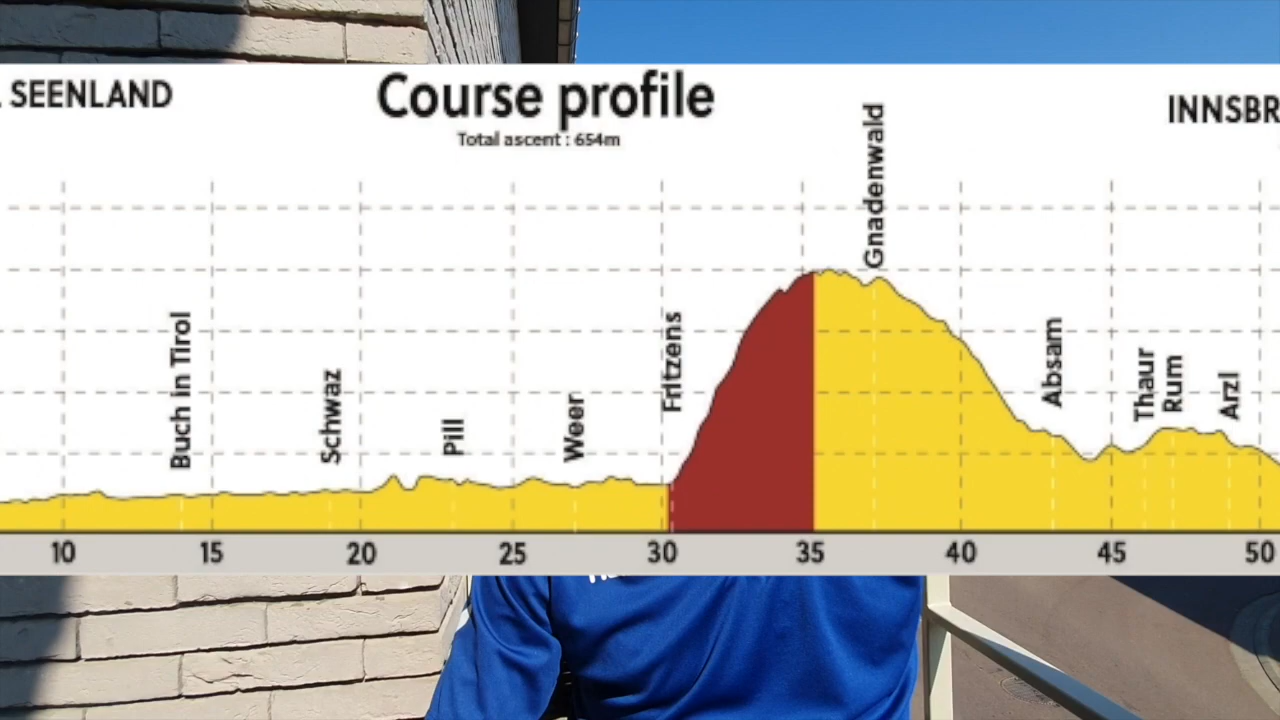 . SEENLAND
Course profile
INNSBR
Total ascent : 654m
Buch in Tirol
Schwaz
Pill
Weer
Fritzens
Gnadenwald
Absam
Thaur
Rum
Arzl
10 15 20 25 30 35 40 45 50